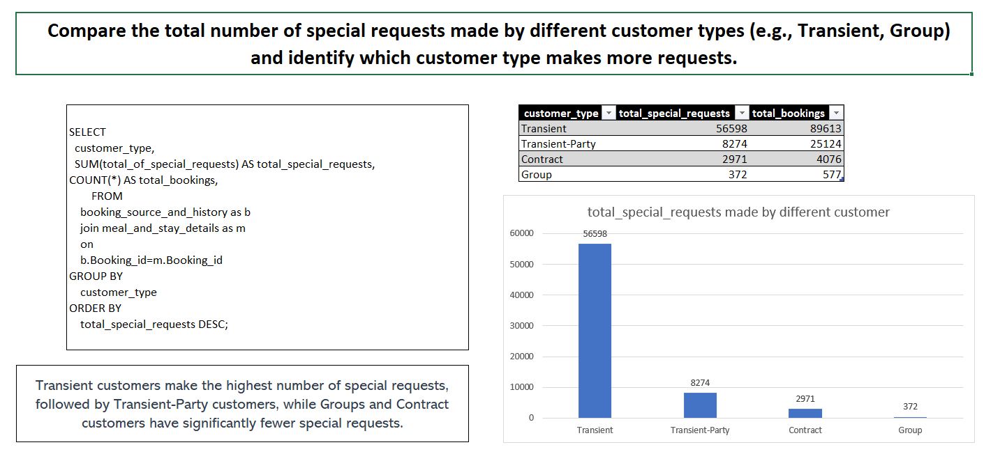 Compare the total number of special requests made by different customer types (e.g., Transient, Group)
and identify which customer type makes more requests.
SELECT
customer_type,
SUM(total_of_special_requests) AS total_special_requests,
COUNT(*) AS total_bookings,
FROM
booking_source_and_history as b
join meal_and_stay_details as m
on
b.Booking_id=m.Booking_id
GROUP BY
customer_type
ORDER BY
total_special_requests DESC;
Transient customers make the highest number of special requests,
followed by Transient-Party customers, while Groups and Contract
customers have significantly fewer special requests.
customer_type total_special_requests total_bookings
Transient 56598 89613
Transient-Party 8274 25124
Contract 2971 4076
Group 372 577
total_special_requests made by different customer
60000
50000
40000
30000
20000
10000
0
56598
8274
2971
372
Transient Transient-Party Contract Group